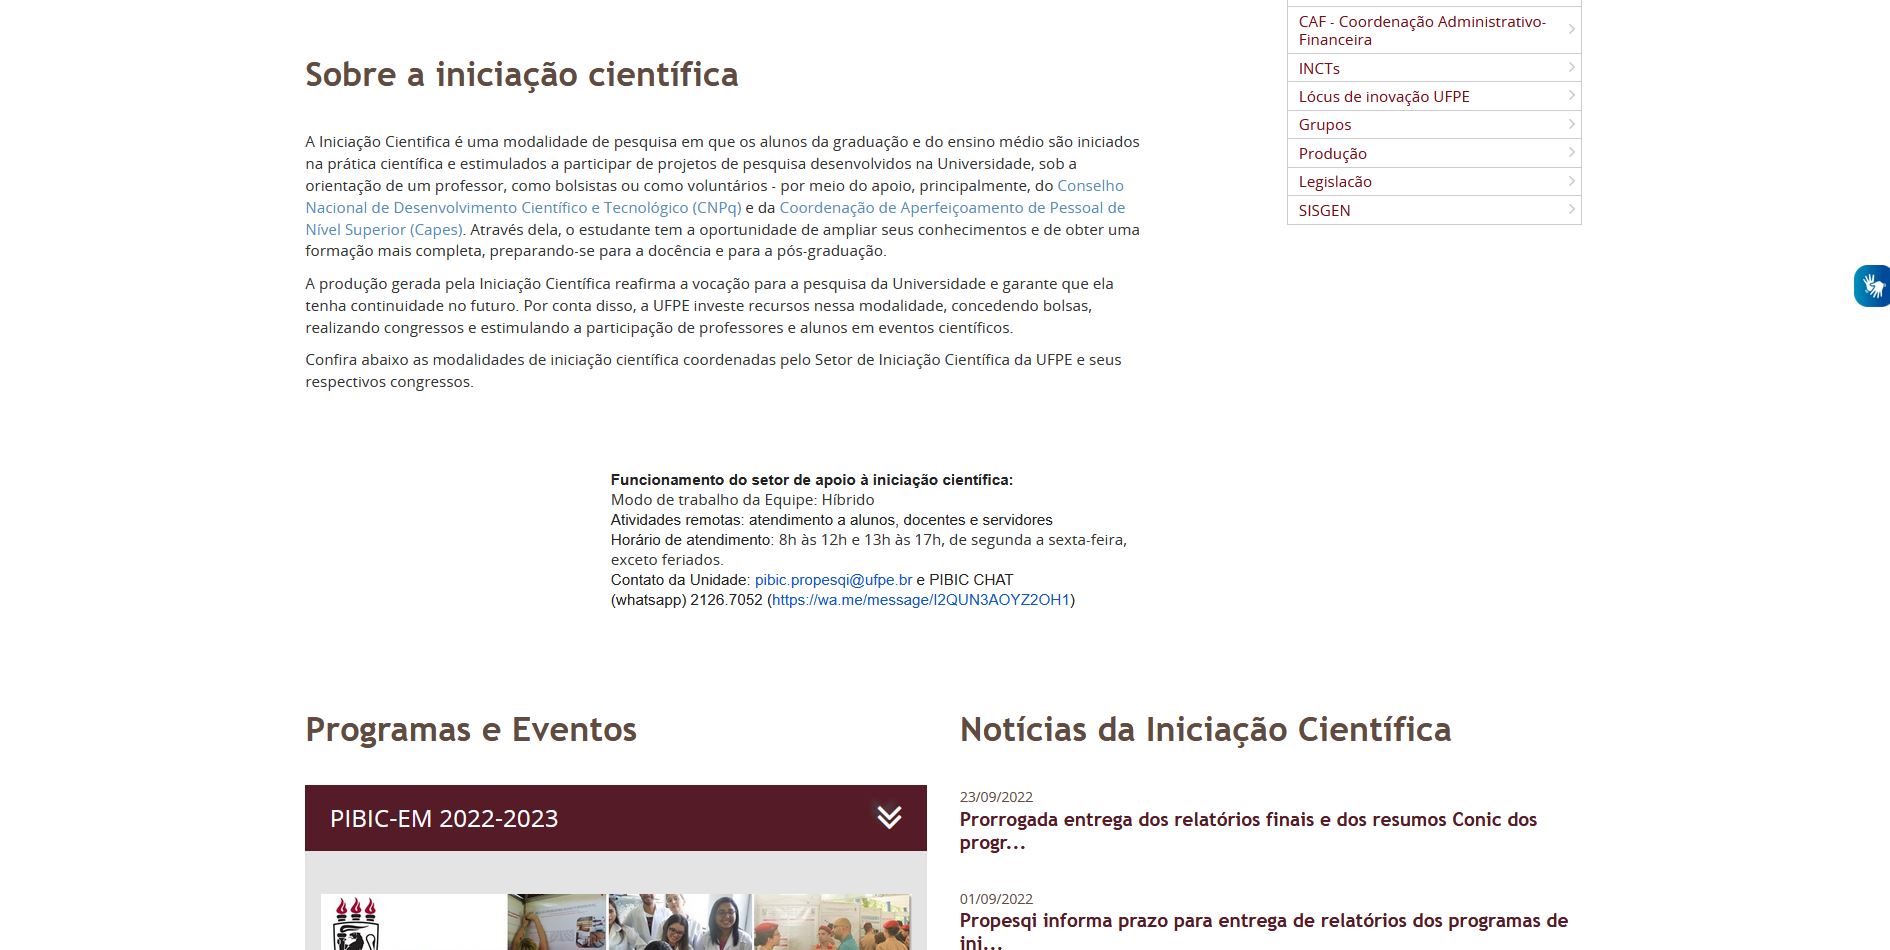 Sobre a iniciação científica
A Iniciação Cientifica é uma modalidade de pesquisa em que os alunos da graduação e do ensino médio são iniciados
na prática científica e estimulados a participar de projetos de pesquisa desenvolvidos na Universidade, sob a
orientação de um professor, como bolsistas ou como voluntários - por meio do apoio, principalmente, do Conselho
Nacional de Desenvolvimento Científico e Tecnológico (CNPq) e da Coordenação de Aperfeiçoamento de Pessoal de
Nível Superior (Capes). Através dela, o estudante tem a oportunidade de ampliar seus conhecimentos e de obter uma
formação mais completa, preparando-se para a docência e para a pós-graduação.
A produção gerada pela Iniciação Científica reafirma a vocação para a pesquisa da Universidade e garante que ela
tenha continuidade no futuro. Por conta disso, a UFPE investe recursos nessa modalidade, concedendo bolsas,
realizando congressos e estimulando a participação de professores e alunos em eventos científicos.
Confira abaixo as modalidades de iniciação científica coordenadas pelo Setor de Iniciação Científica da UFPE e seus
respectivos congressos.
Funcionamento do setor de apoio à iniciação científica:
Modo de trabalho da Equipe: Híbrido
Atividades remotas: atendimento a alunos, docentes e servidores
Horário de atendimento: 8h às 12h e 13h às 17h, de segunda a sexta-feira,
exceto feriados.
Contato da Unidade: pibic.propesqi@ufpe.br e PIBIC CHAT
(whatsapp) 2126.7052 (https://wa.me/message/I2QUN3AOYZ2OH1)
CAF - Coordenação Administrativo-
Financeira
INCTs
Lócus de inovação UFPE
Grupos
Produção
Legislacão
SISGEN
Programas e Eventos
PIBIC-EM 2022-2023
Notícias da Iniciação Científica
23/09/2022
Prorrogada entrega dos relatórios finais e dos resumos Conic dos
progr...
01/09/2022
Propesqi informa prazo para entrega de relatórios dos programas de
ini...